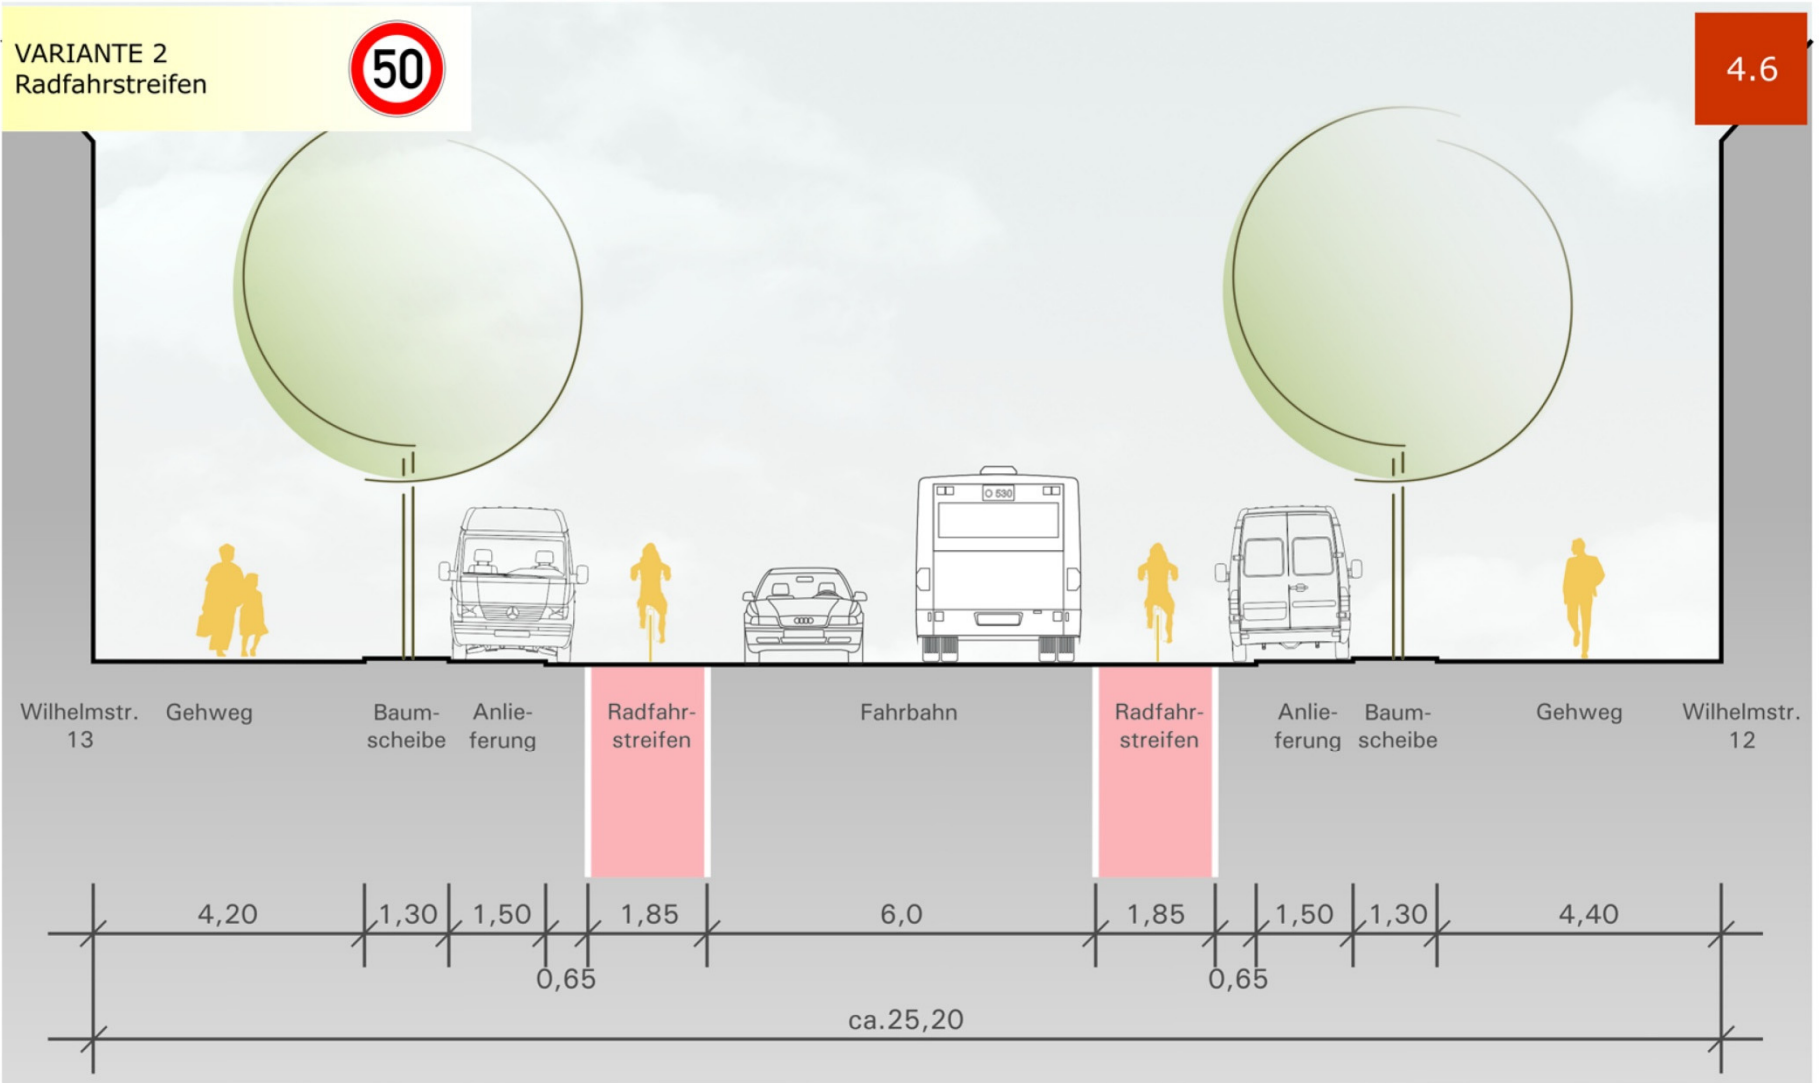 VARIANTE 2
Radfahrstreifen
50
4.6
O 530
Wilhelmstr.
13
Gehweg
Baum-
scheibe
Anlie-
ferung
Radfahr-
streifen
Fahrbahn
Radfahr-
streifen
Anlie-
ferung
Baum-
scheibe
Gehweg
Wilhelmstr.
12
4,20
1,30
1,50
1,85
6,0
1,85
1,50
1,30
4,40
0,65
0,65
ca.25,20